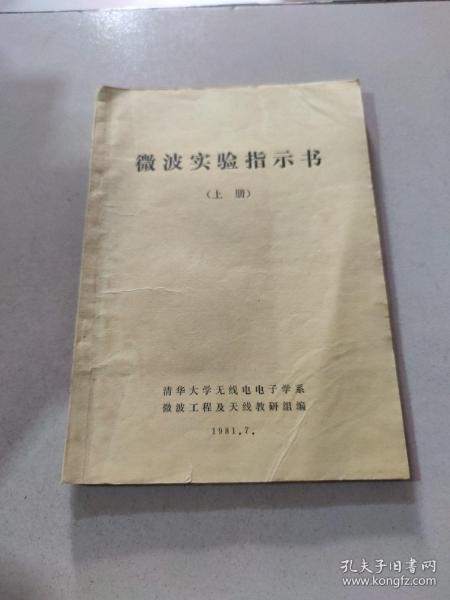 微波实验指示书
（上 册）
清华大学无线电电子学系
微波工程及天线教研组编
1981.7.
孔夫子旧书网
www.kongfz.com